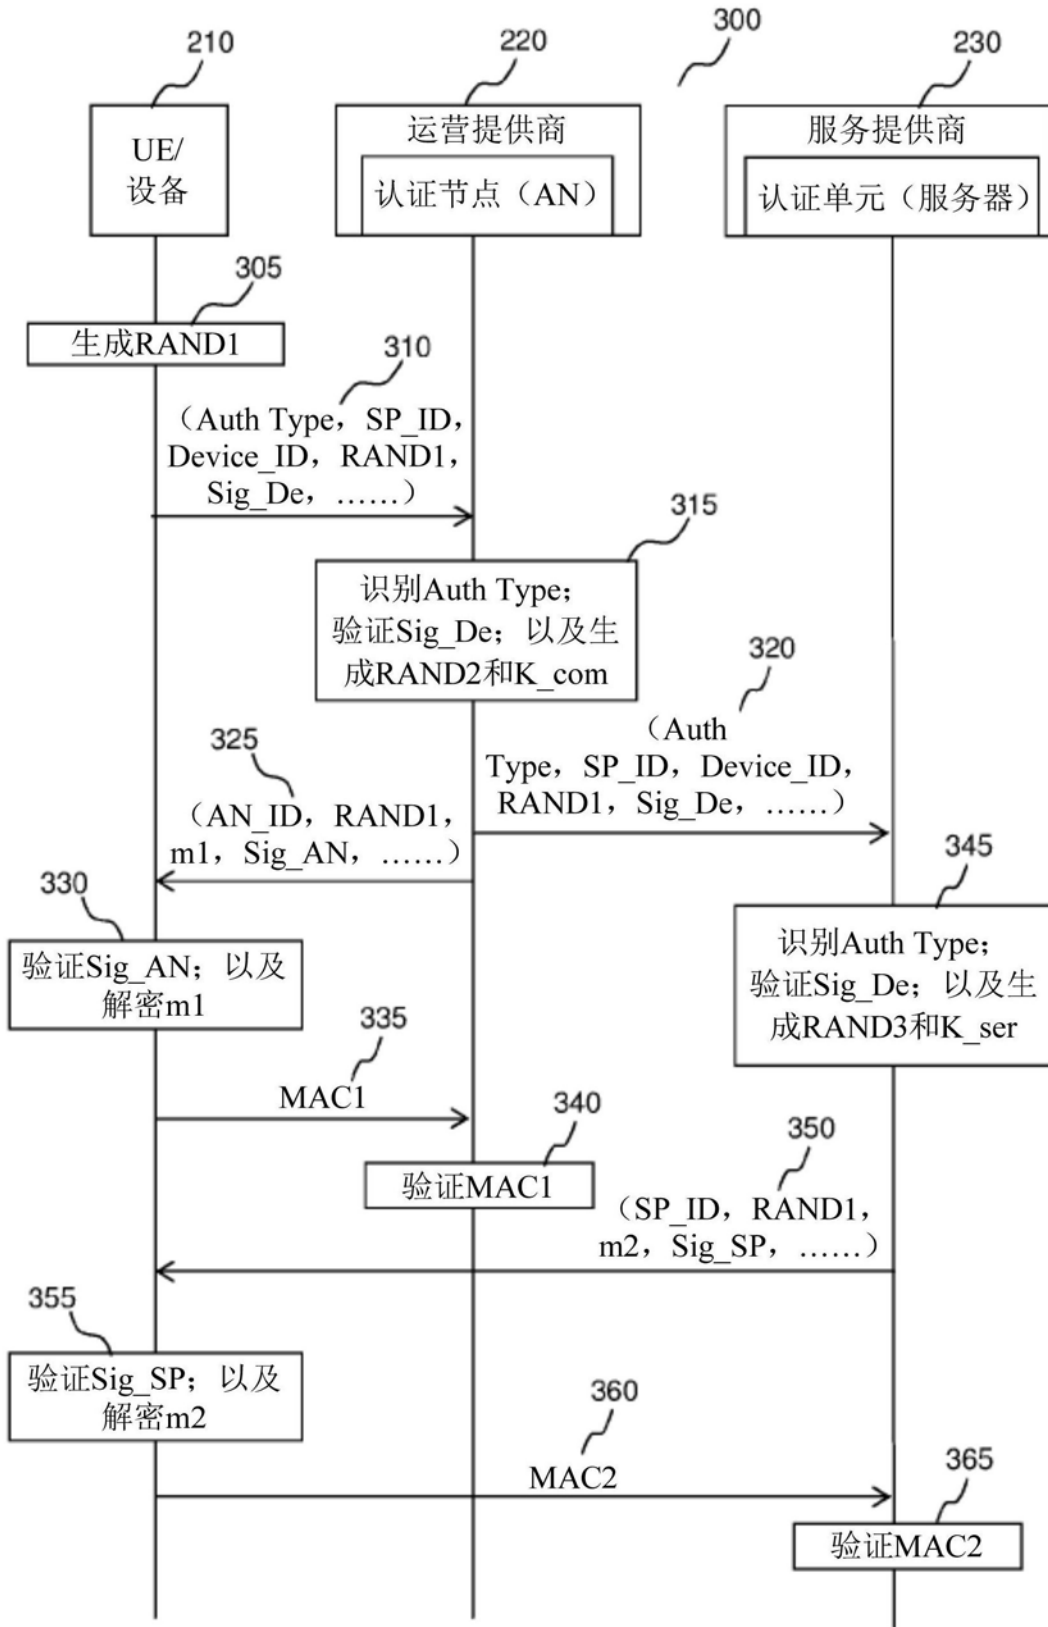 300
210
220
230
UE/
设备
运营提供商
认证节点（AN）
服务提供商
认证单元（服务器）
305
生成RAND1
310
（Auth Type，SP_ID，
Device_ID，RAND1，
Sig_De，……）
315
识别Auth Type；
验证Sig_De；以及生
成RAND2和K_com
320
（Auth
Type，SP_ID，Device_ID，
RAND1，Sig_De，……）
325
（AN_ID，RAND1，
m1，Sig_AN，……）
330
验证Sig_AN；以及
解密m1
345
识别Auth Type；
验证Sig_De；以及生
成RAND3和K_ser
335
MAC1
340
验证MAC1
350
（SP_ID，RAND1，
m2，Sig_SP，……）
355
验证Sig_SP；以及
解密m2
360
MAC2
365
验证MAC2